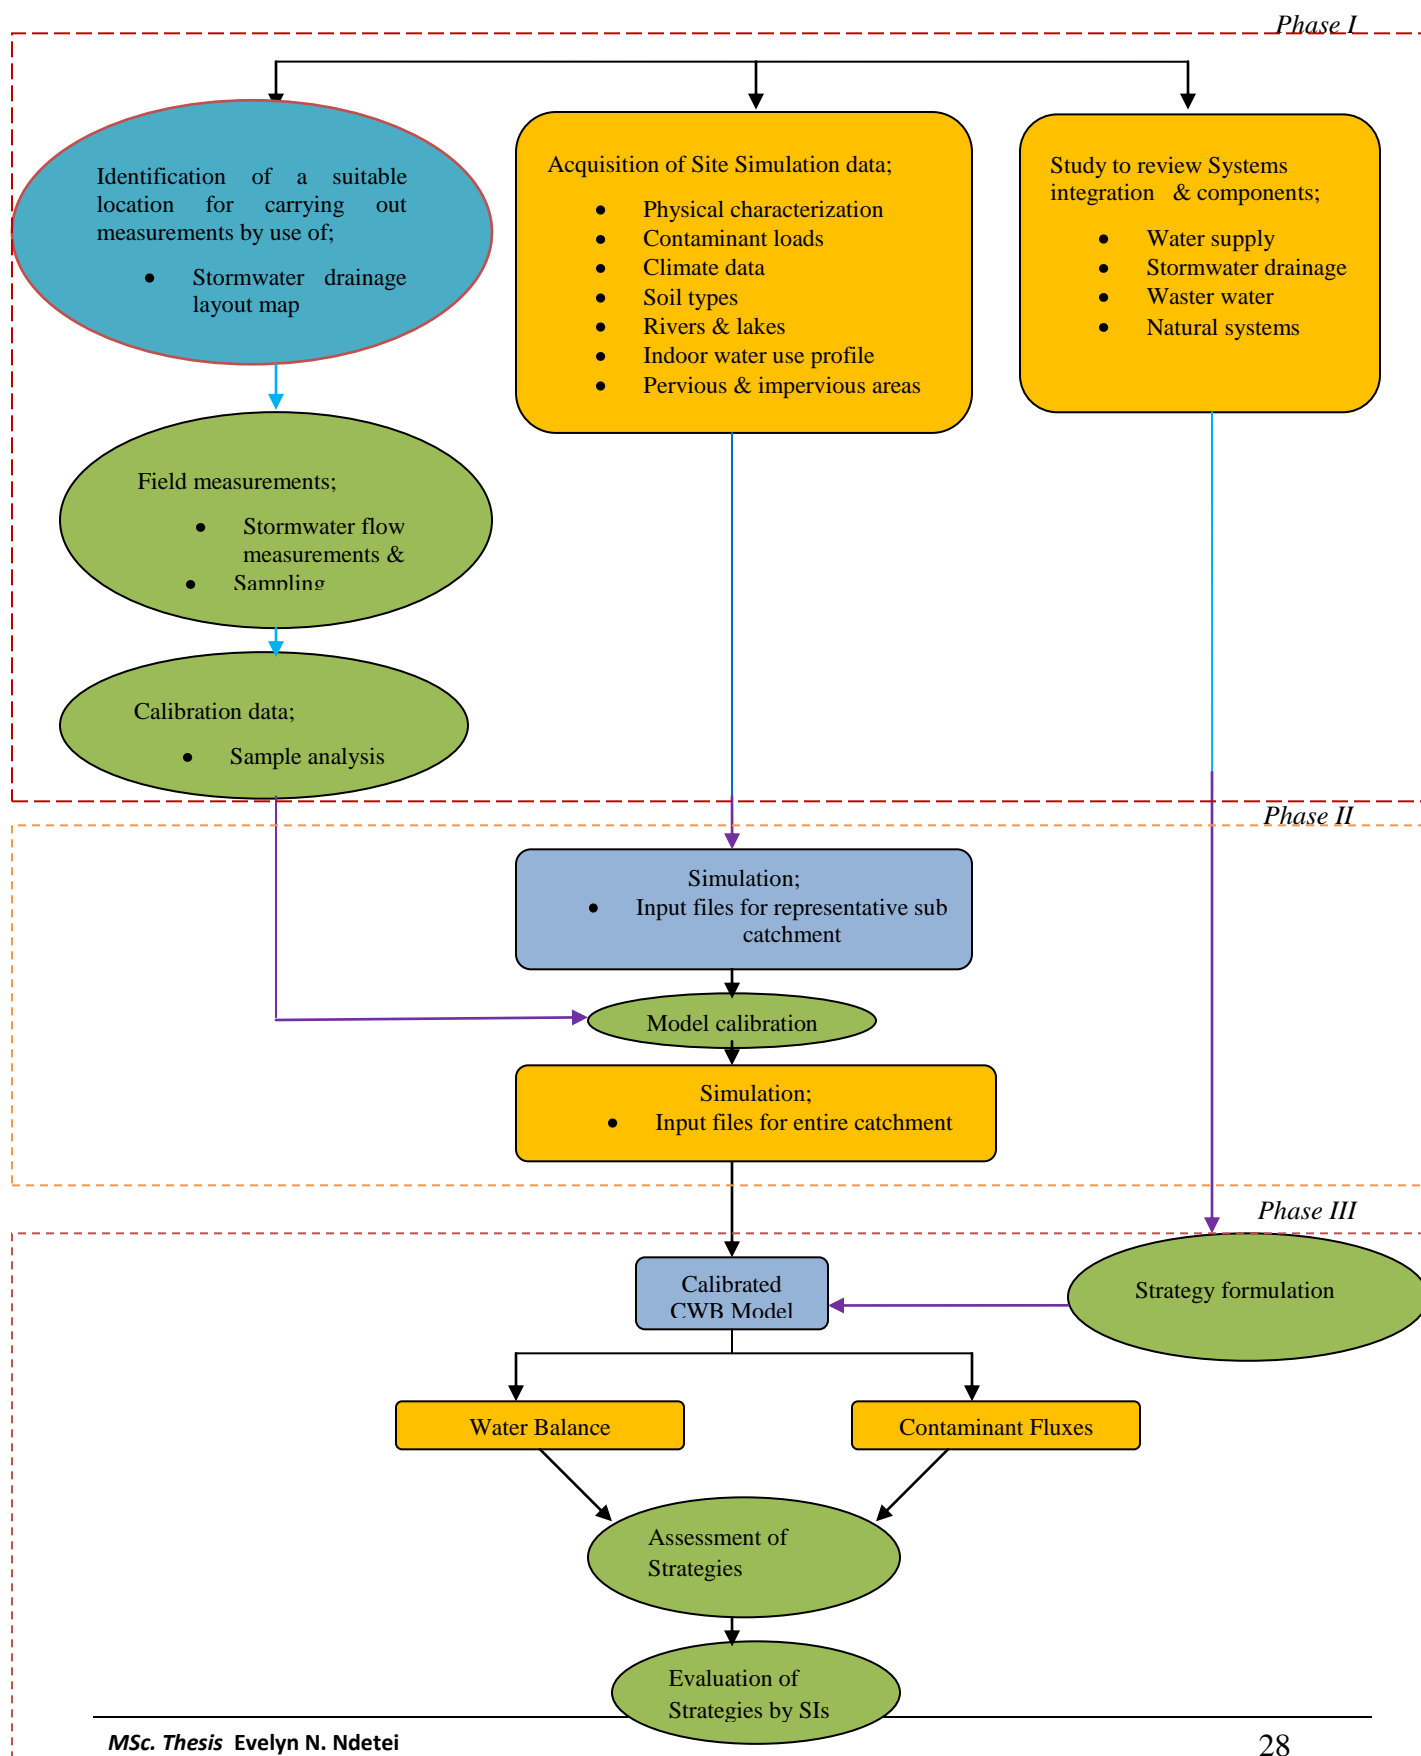 Phase I
Identification of a suitable
location for carrying out
measurements by use of;
• Stormwater drainage
layout map
Acquisition of Site Simulation data;
• Physical characterization
• Contaminant loads
• Climate data
• Soil types
• Rivers & lakes
• Indoor water use profile
• Pervious & impervious areas
Study to review Systems
integration & components;
• Water supply
• Stormwater drainage
• Waster water
• Natural systems
Field measurements;
• Stormwater flow
measurements &
• Sampling
Calibration data;
• Sample analysis
Phase II
Simulation;
• Input files for representative sub
catchment
Model calibration
Simulation;
• Input files for entire catchment
Phase III
Calibrated
CWB Model
Strategy formulation
Water Balance
Contaminant Fluxes
Assessment of
Strategies
Evaluation of
Strategies by SIs
MSc. Thesis Evelyn N. Ndetei
28